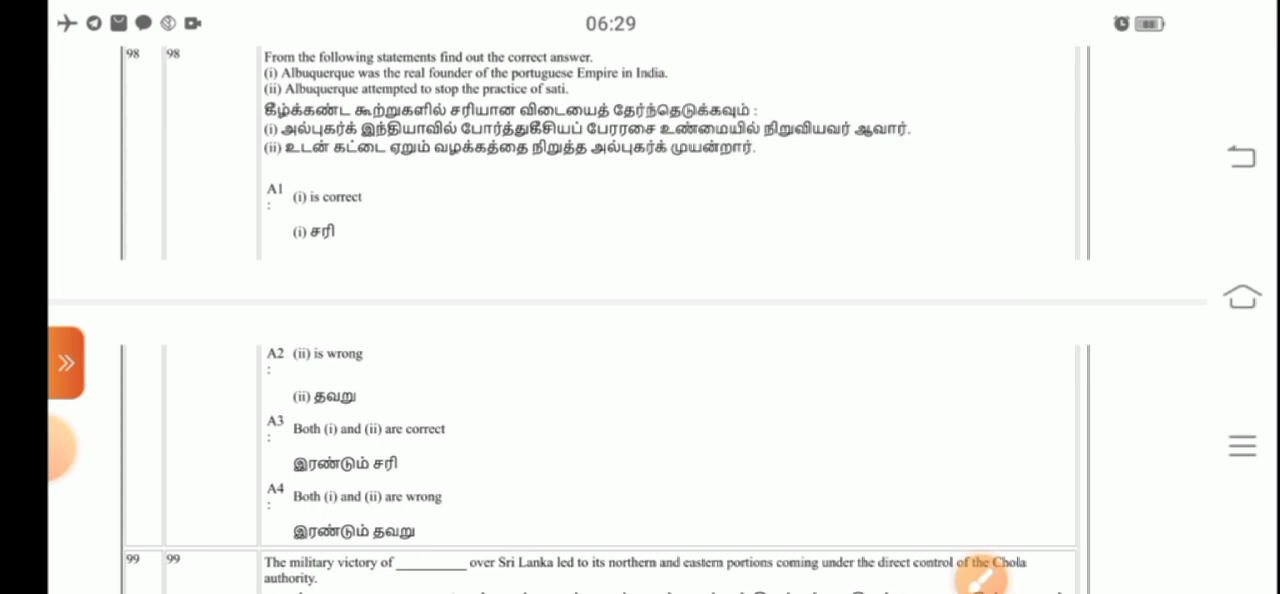 06:29
98 98 From the following statements find out the correct answer.
(i) Albuquerque was the real founder of the portuguese Empire in India.
(ii) Albuquerque attempted to stop the practice of sati.
கீழ்க்கண்ட கூற்றுகளில் சரியான விடையைத் தேர்ந்தெடுக்கவும் :
(i) அல்புகர்க் இந்தியாவில் போர்த்துகீசியப் பேரரசை உண்மையில் நிறுவியவர் ஆவார்.
(ii) உடன் கட்டை ஏறும் வழக்கத்தை நிறுத்த அல்புகர்க் முயன்றார்.
A1 : (i) is correct
(i) சரி
A2 : (ii) is wrong
(ii) தவறு
A3 : Both (i) and (ii) are correct
இரண்டும் சரி
A4 : Both (i) and (ii) are wrong
இரண்டும் தவறு
99 99 The military victory of __________ over Sri Lanka led to its northern and eastern portions coming under the direct control of the Chola
authority.